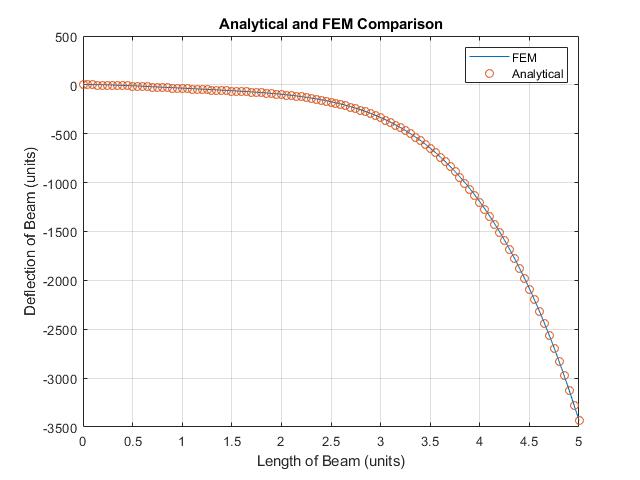 Analytical and FEM Comparison
500
0
-500
-1000
-1500
-2000
-2500
-3000
-3500
Deflection of Beam (units)
FEM
Analytical
0 0.5 1 1.5 2 2.5 3 3.5 4 4.5 5
Length of Beam (units)